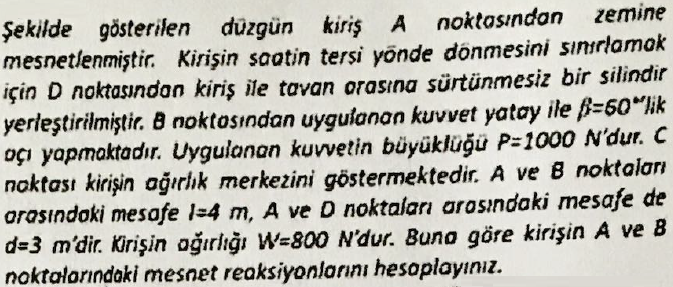 Şekilde gösterilen düzgün kiriş A noktasından zemine
mesnetlenmiştir. Kirişin saatin tersi yönde dönmesini sınırlamak
için D noktasından kiriş ile tavan arasına sürtünmesiz bir silindir
yerleştirilmiştir. B noktasından uygulanan kuvvet yatay ile β=60°'lik
açı yapmaktadır. Uygulanan kuvvetin büyüklüğü P=1000 N'dur. C
noktası kirişin ağırlık merkezini göstermektedir. A ve B noktaları
arasındaki mesafe l=4 m, A ve D noktaları arasındaki mesafe de
d=3 m'dir. Kirişin ağırlığı W=800 N'dur. Buna göre kirişin A ve B
noktalarındaki mesnet reaksiyonlarını hesaplayınız.